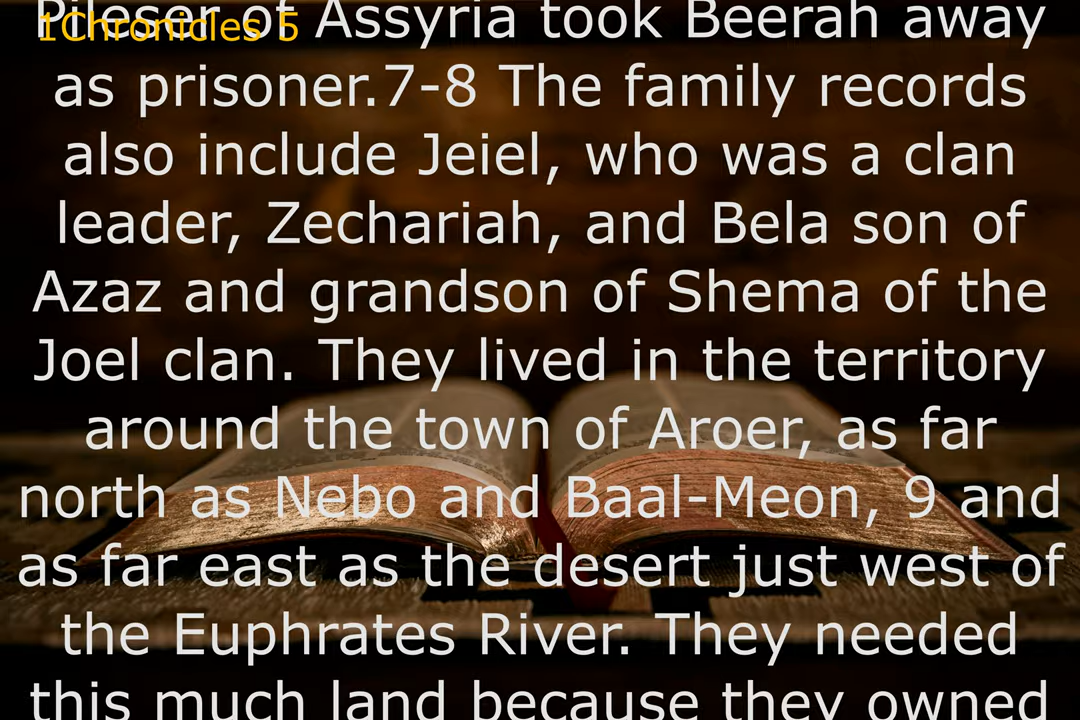 1Chronicles 5
Pileser of Assyria took Beerah away
as prisoner.7-8 The family records
also include Jeiel, who was a clan
leader, Zechariah, and Bela son of
Azaz and grandson of Shema of the
Joel clan. They lived in the territory
around the town of Aroer, as far
north as Nebo and Baal-Meon, 9 and
as far east as the desert just west of
the Euphrates River. They needed
this much land because they owned